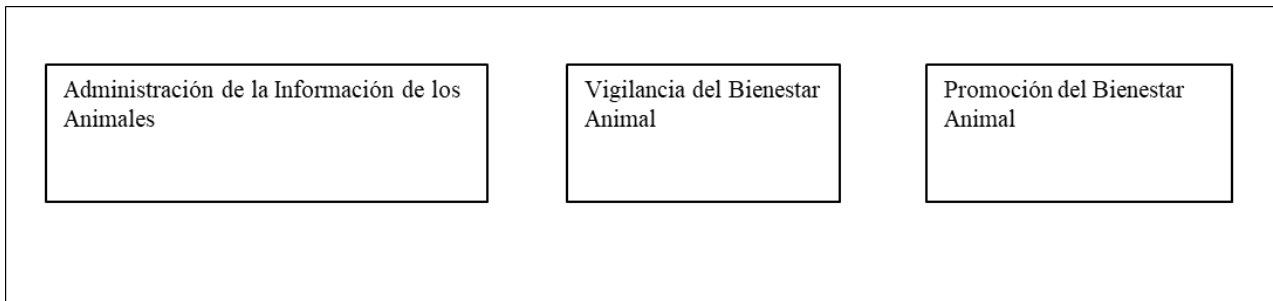 Administración de la Información de los
Animales
Vigilancia del Bienestar
Animal
Promoción del Bienestar
Animal